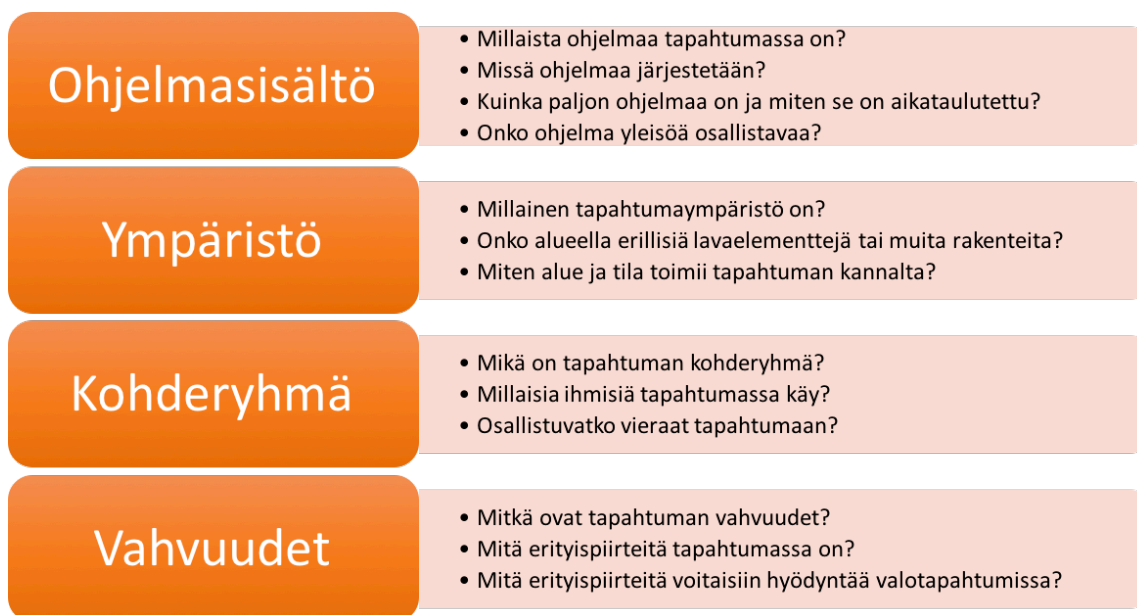 Ohjelmasisältö
• Millaista ohjelmaa tapahtumassa on?
• Missä ohjelmaa järjestetään?
• Kuinka paljon ohjelmaa on ja miten se on aikataulutettu?
• Onko ohjelma yleisöä osallistavaa?
Ympäristö
• Millainen tapahtumaympäristö on?
• Onko alueella erillisiä lavaelementtejä tai muita rakenteita?
• Miten alue ja tila toimii tapahtuman kannalta?
Kohderyhmä
• Mikä on tapahtuman kohderyhmä?
• Millaisia ihmisiä tapahtumassa käy?
• Osallistuvatko vieraat tapahtumaan?
Vahvuudet
• Mitkä ovat tapahtuman vahvuudet?
• Mitä erityispiirteitä tapahtumassa on?
• Mitä erityispiirteitä voitaisiin hyödyntää valotapahtumissa?